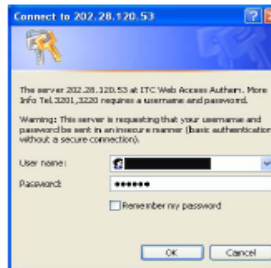 Connect to 202.28.120.53
The server 202.28.120.53 at ITC Web Access Authen. More
Info Tel.3201,3220 requires a username and password.
Warning: This server is requesting that your username and
password be sent in an insecure manner (basic authentication
without a secure connection).
User name:
Password:
Remember my password
OK
Cancel